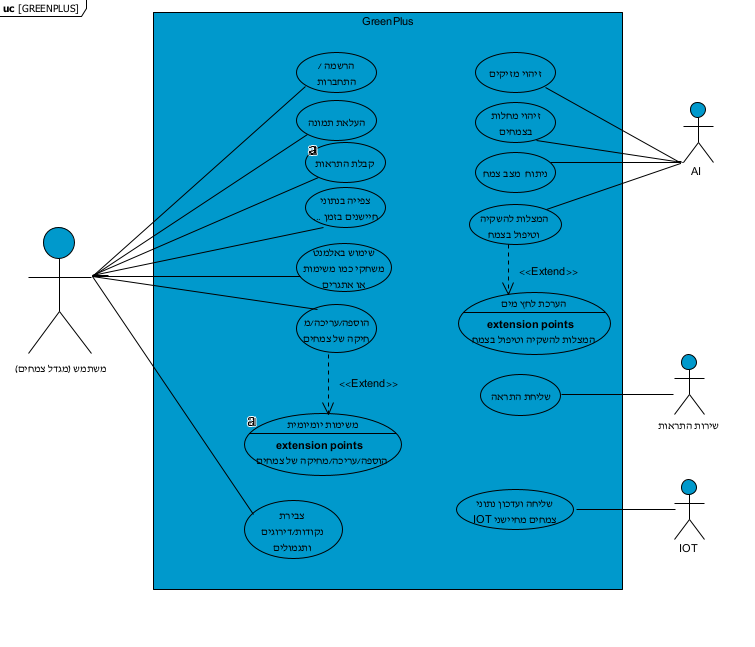 uc [GREENPLUS]
GreenPlus
הרשמה /
התחברות
העלאת תמונה
a
קבלת התראות
צפייה בנתוני
חיישנים בזמן ..
שימוש באלמנט
משחקי כמו משימות
או אתגרים
הוספה/עריכה/מ
חיקה של צמחים
<<Extend>>
a
משימות יומיומית
extension points
הוספה/עריכה/מחיקה של צמחים
צבירת
נקודות/דירוגים
ותגמולים
משתמש (מגדל צמחים)
זיהוי מזיקים
זיהוי מחלות
בצמחים
ניתוח מצב צמח
המצלות להשקיה
וטיפול בצמח
<<Extend>>
הערכת לחץ מים
extension points
המצלות להשקיה וטיפול בצמח
שליחת התראה
שליחה ועדכון נתוני
צמחים מחיישני IOT
AI
שירות התראות
IOT